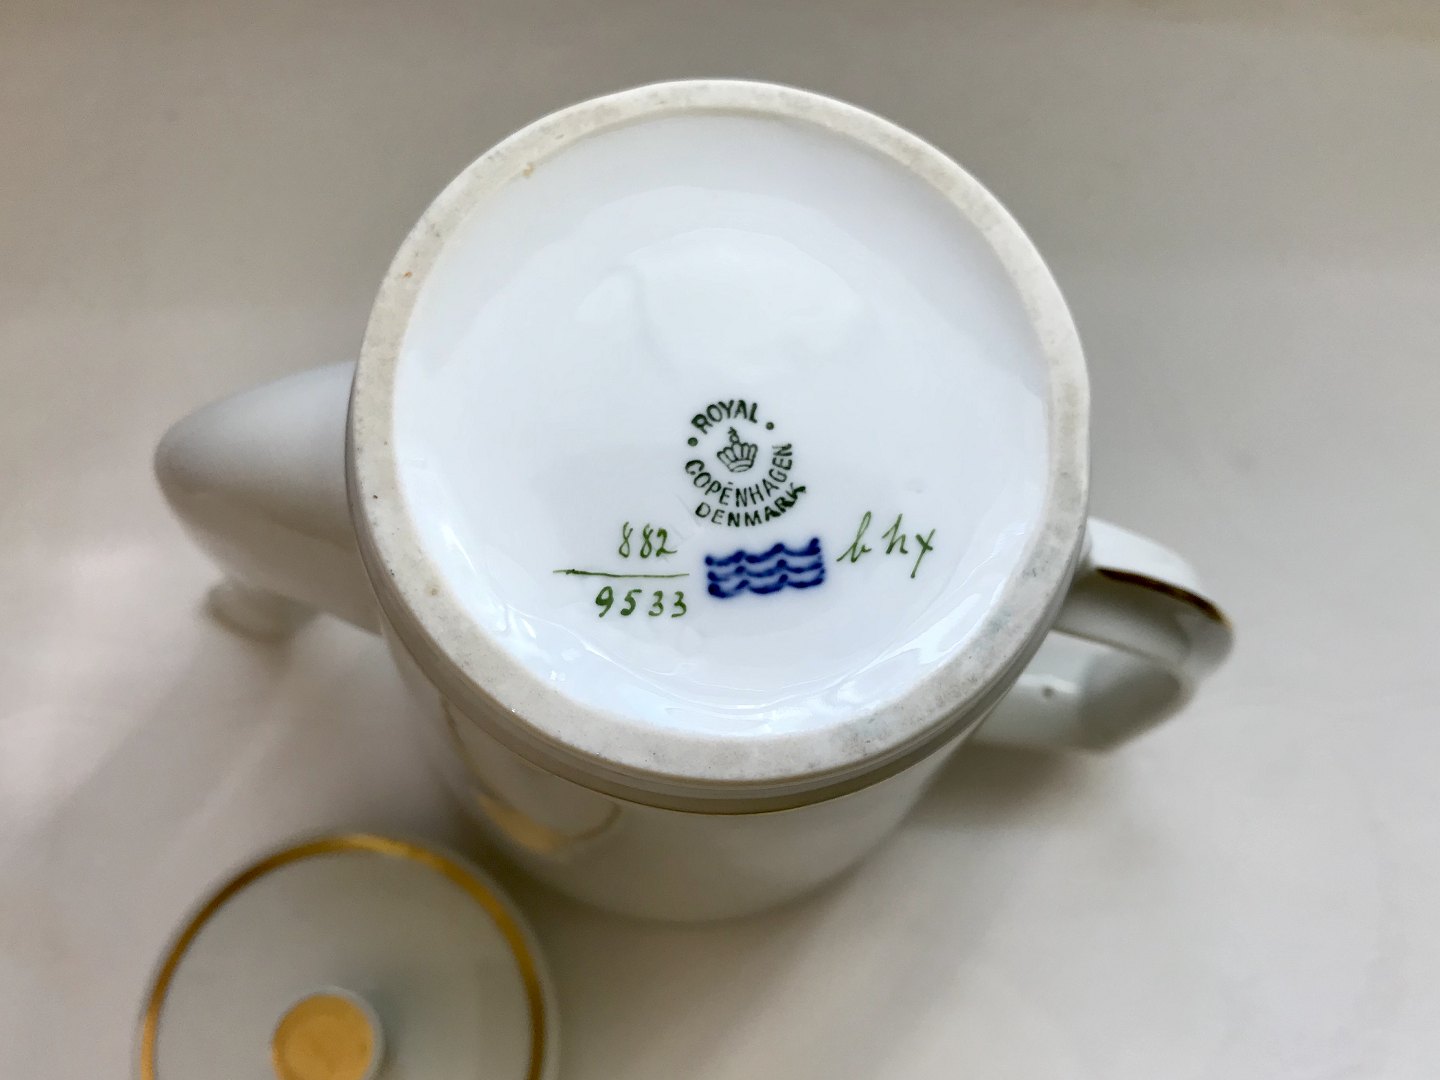 ROYAL
COPENHAGEN
DENMARK
882
9533
bhx